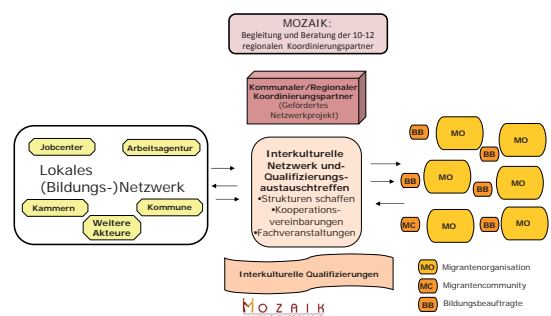 MOZAIK:
Begleitung und Beratung der 10-12
regionalen Koordinierungspartner
Kommunaler/Regionaler
Koordinierungspartner
(Gefördertes
Netzwerkprojekt)
Jobcenter
Arbeitsagentur
Lokales
(Bildungs-)Netzwerk
Kammern
Kommune
Weitere
Akteure
Interkulturelle
Netzwerk und-
Qualifizierungs-
austauschtreffen
•Strukturen schaffen
•Kooperations-
vereinbarungen
•Fachveranstaltungen
BB
MO
MO
BB
BB
MO
BB
MO
MC
MO
BB
MO
Interkulturelle Qualifizierungen
MO Migrantenorganisation
MC Migrantencommunity
BB Bildungsbeauftragte
MOZAIK